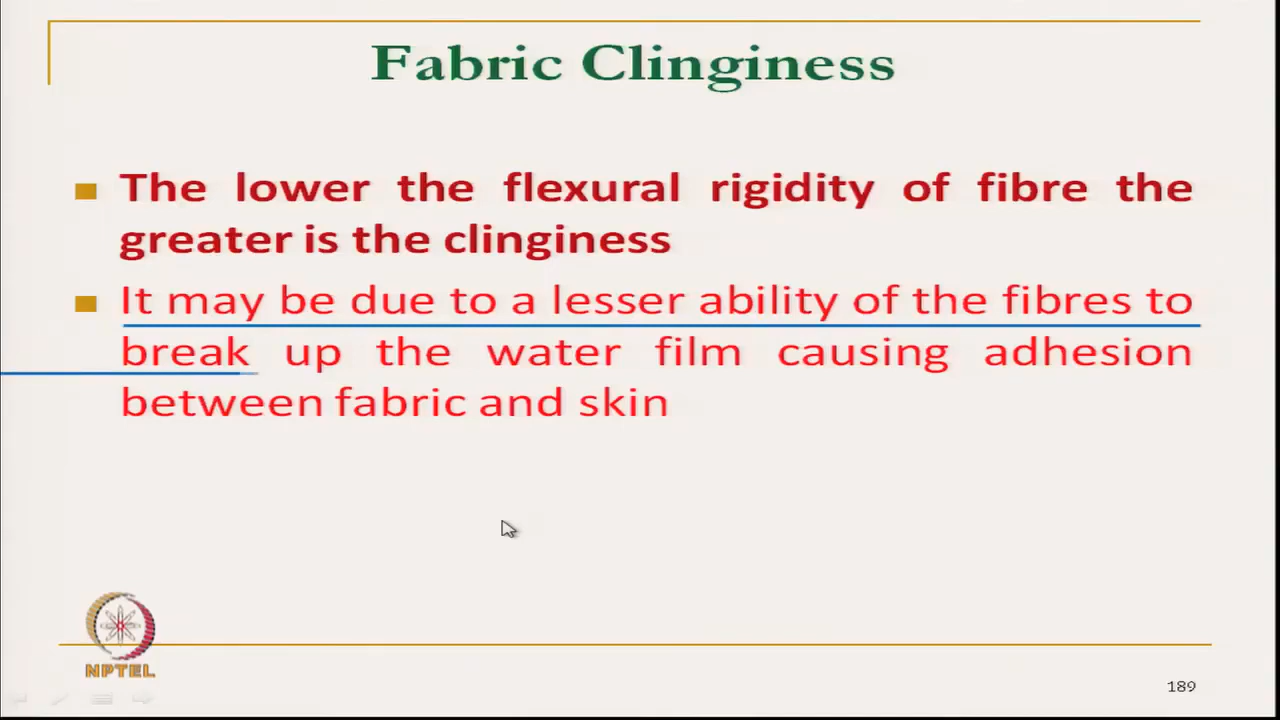 Fabric Clinginess
The lower the flexural rigidity of fibre the
greater is the clinginess
It may be due to a lesser ability of the fibres to
break up the water film causing adhesion
between fabric and skin
NPTEL
189